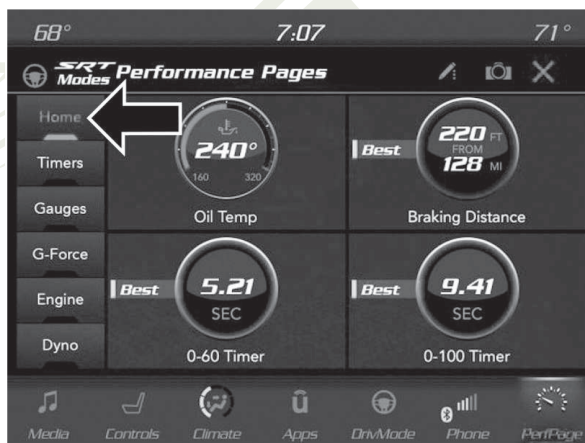 68° 7:07 71°
SRT Modes Performance Pages
Home
Timers
Gauges
G-Force
Engine
Dyno
240°
160 320
Oil Temp
Best 220 FT
FROM
128 MI
Braking Distance
Best 5.21
SEC
0-60 Timer
Best 9.41
SEC
0-100 Timer
Media Controls Climate Apps DrivMode Phone PerfPage